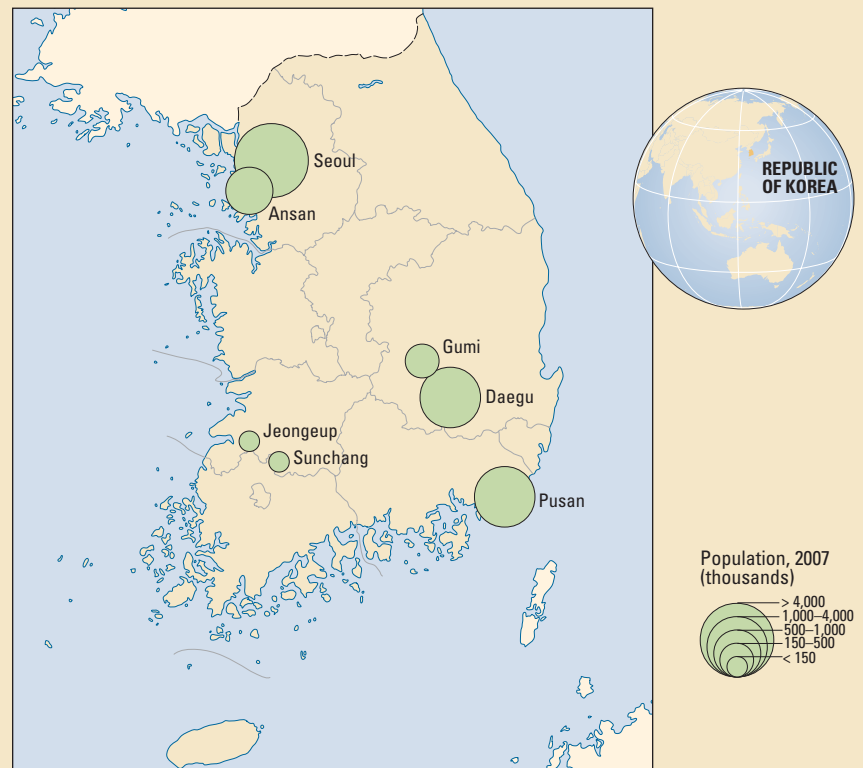 Seoul
Ansan
REPUBLIC
OF KOREA
Gumi
Daegu
Jeongeup
Sunchang
Pusan
Population, 2007
(thousands)
> 4,000
1,000–4,000
500–1,000
150–500
< 150